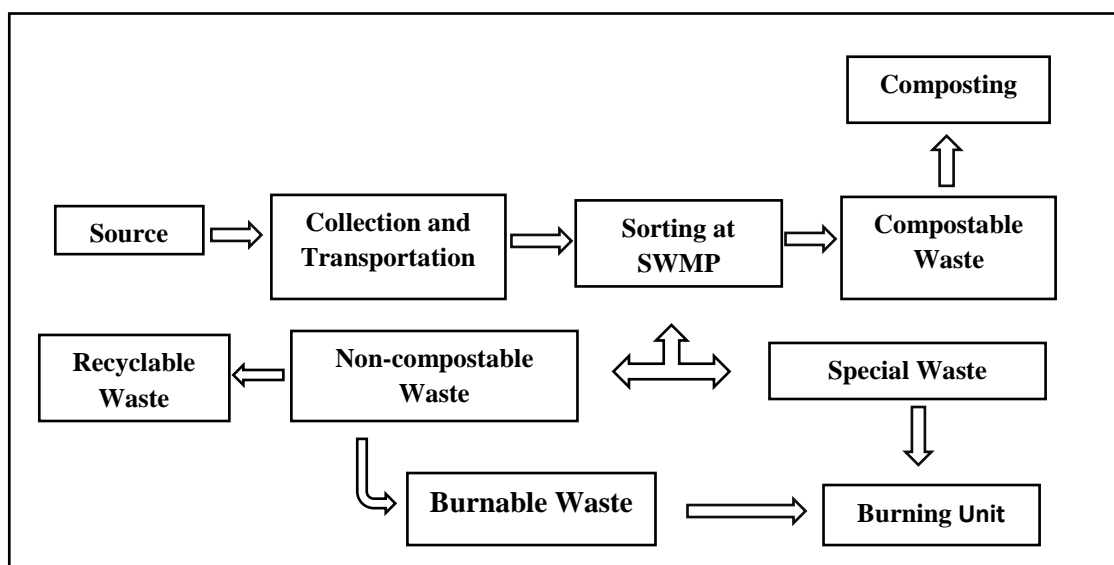 Composting
Source
Collection and
Transportation
Sorting at
SWMP
Compostable
Waste
Recyclable
Waste
Non-compostable
Waste
Special Waste
Burnable Waste
Burning Unit